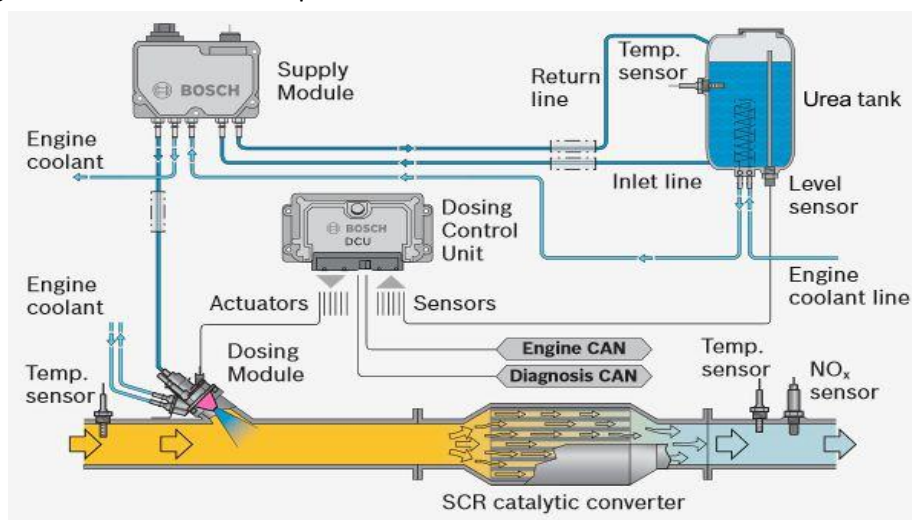 BOSCH
Supply
Module
Engine
coolant
Return
line
Temp.
sensor
Urea tank
Inlet line
Level
sensor
BOSCH
DCU
Dosing
Control
Unit
Engine
coolant line
Engine
coolant
Actuators
Sensors
Dosing
Module
Engine CAN
Diagnosis CAN
Temp.
sensor
Temp.
sensor
NOₓ
sensor
SCR catalytic converter